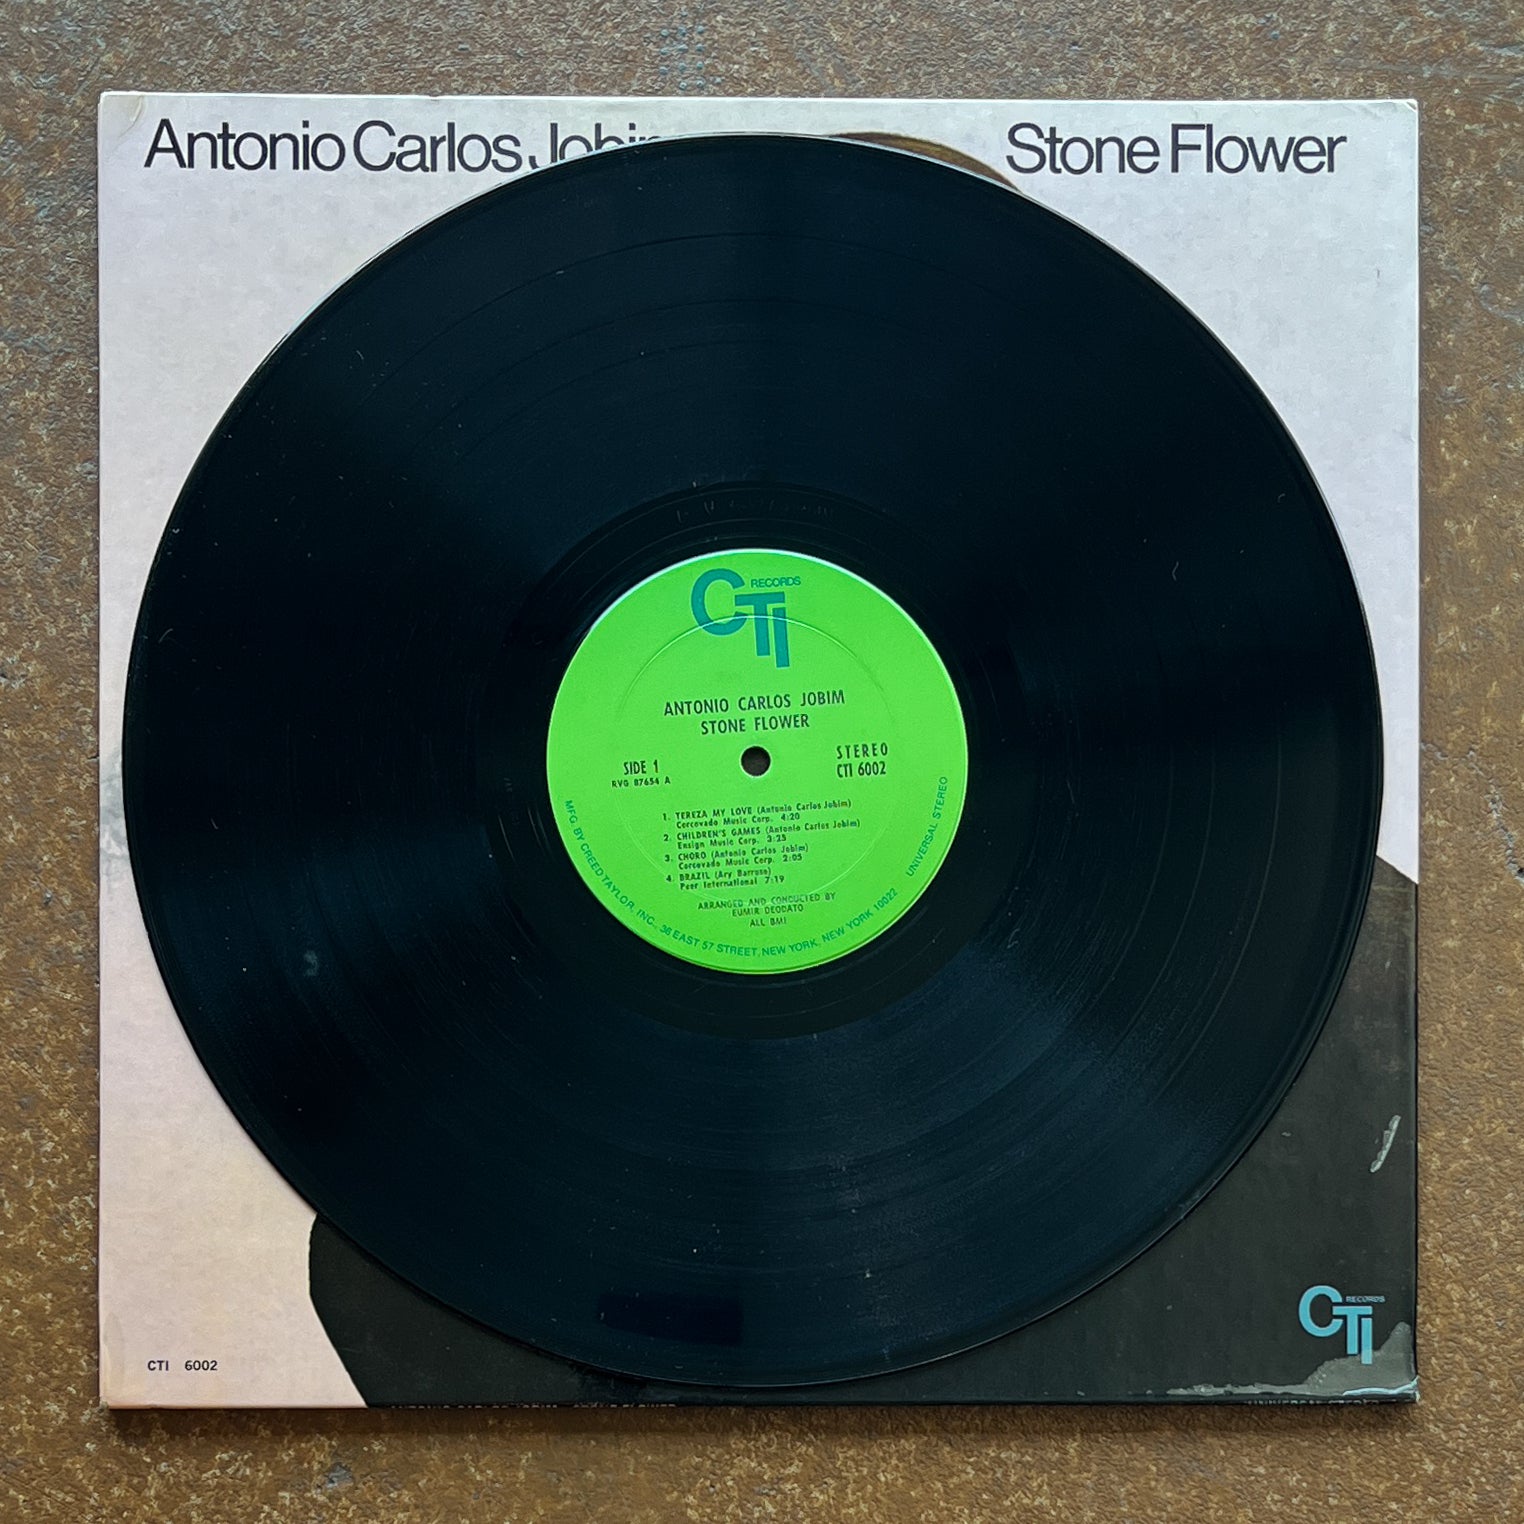 Antonio Carlos Jobim
Stone Flower
CTI RECORDS
ANTONIO CARLOS JOBIM
STONE FLOWER
SIDE 1
RVG 87654 A
STEREO
CTI 6002
1. TEREZA MY LOVE (Antonio Carlos Jobim)
Corcovado Music Corp. 4:20
2. CHILDREN'S GAMES (Antonio Carlos Jobim)
Ensign Music Corp. 3:25
3. CHORO (Antonio Carlos Jobim)
Corcovado Music Corp. 2:05
4. BRAZIL (Ary Barroso)
Peer International 7:19
ARRANGED AND CONDUCTED BY
EUMIR DEODATO
ALL BMI
MFG. BY CREED TAYLOR, INC., 36 EAST 57 STREET, NEW YORK, NEW YORK 10022 UNIVERSAL STEREO
CTI RECORDS
CTI 6002